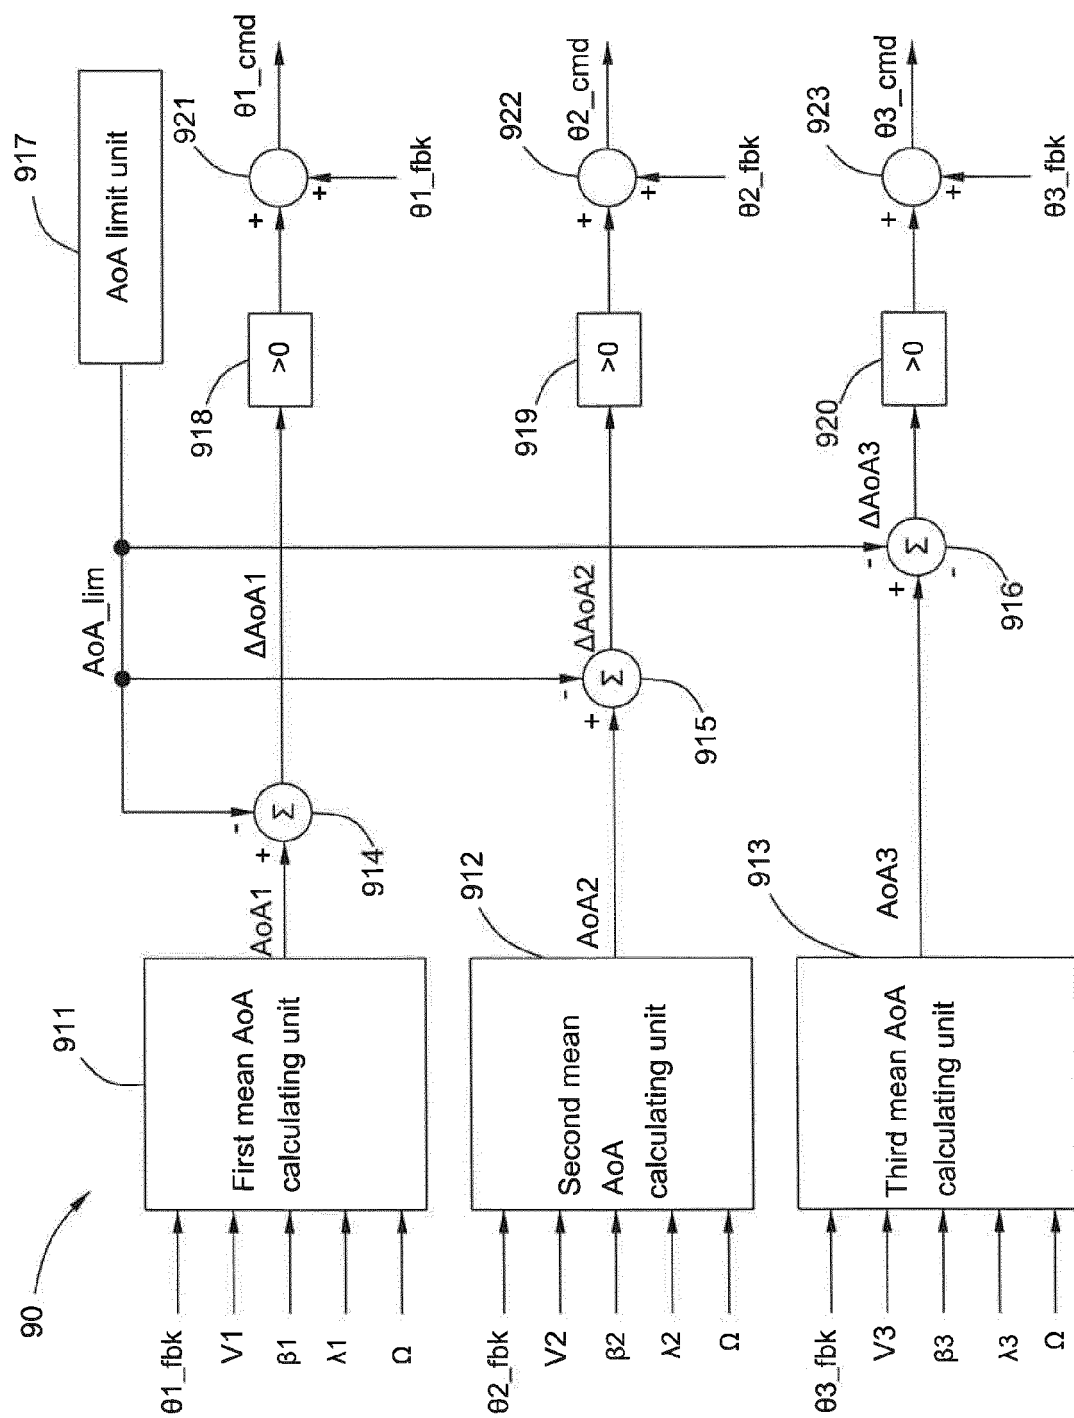 90
θ1_fbk
V1
β1
λ1
Ω
911
First mean AoA
calculating unit
AoA1
+
-
Σ
914
AoA_lim
ΔAoA1
918
>0
917
AoA limit unit
+
+
921
θ1_fbk
θ1_cmd
θ2_fbk
V2
β2
λ2
Ω
912
Second mean
AoA
calculating unit
AoA2
+
-
Σ
915
ΔAoA2
919
>0
+
+
922
θ2_fbk
θ2_cmd
θ3_fbk
V3
β3
λ3
Ω
913
Third mean AoA
calculating unit
AoA3
+
-
-
Σ
916
ΔAoA3
920
>0
+
+
923
θ3_fbk
θ3_cmd